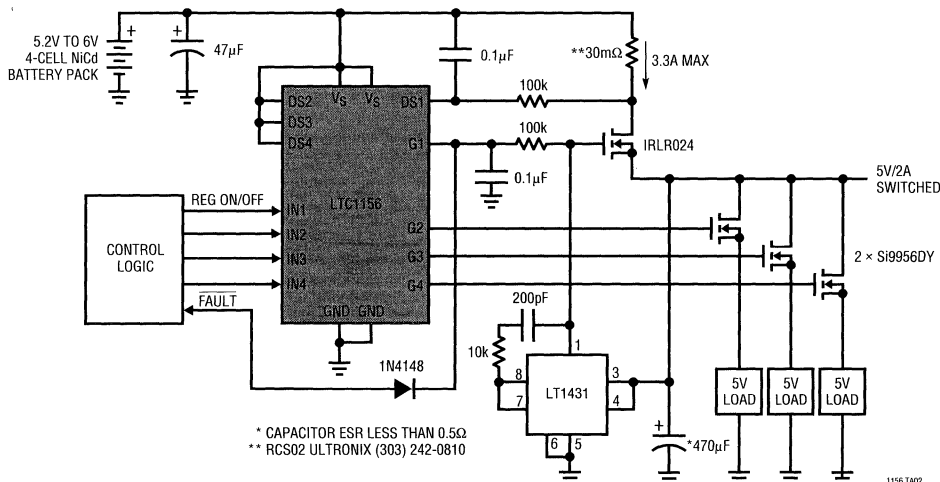 5.2V TO 6V
4-CELL NiCd
BATTERY PACK
+
+
47µF
0.1µF
**30mΩ
3.3A MAX
DS2
DS3
DS4
VS
VS
DS1
100k
G1
100k
IRLR024
0.1µF
5V/2A
SWITCHED
LTC1156
REG ON/OFF
CONTROL
LOGIC
IN1
IN2
IN3
IN4
FAULT
G2
G3
G4
2 × Si9956DY
GND
GND
200pF
10k
1N4148
1
8
7
LT1431
3
4
6
5
+
*470µF
5V
LOAD
5V
LOAD
5V
LOAD
* CAPACITOR ESR LESS THAN 0.5Ω
** RCS02 ULTRONIX (303) 242-0810
1156 TA02